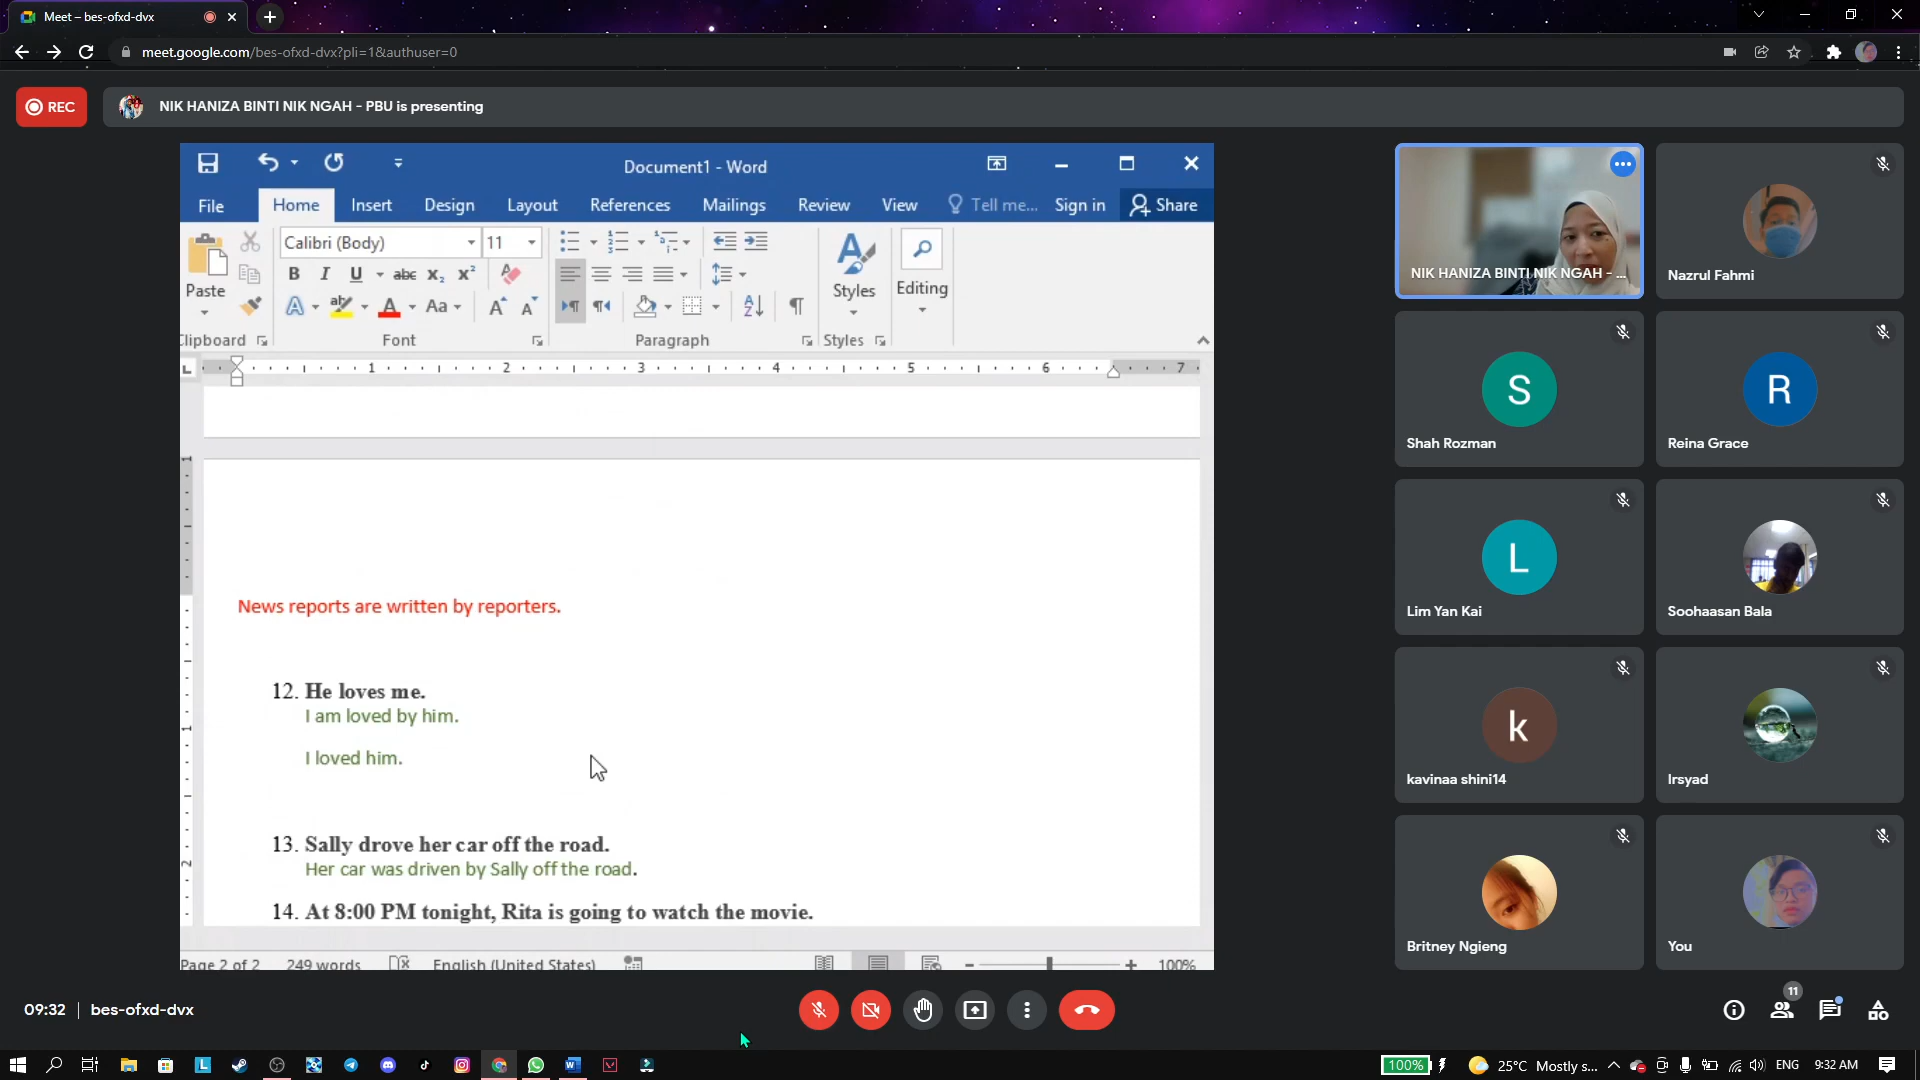 Meet – bes-ofxd-dvx
meet.google.com/bes-ofxd-dvx?pli=1&authuser=0
REC
NIK HANIZA BINTI NIK NGAH - PBU is presenting
Document1 - Word
File Home Insert Design Layout References Mailings Review View Tell me... Sign in Share
Calibri (Body) 11
Paste
Styles
Editing
Clipboard Font Paragraph Styles
1 2 3 4 5 6 7
News reports are written by reporters.
12. He loves me.
I am loved by him.
I loved him.
13. Sally drove her car off the road.
Her car was driven by Sally off the road.
14. At 8:00 PM tonight, Rita is going to watch the movie.
Page 2 of 2 249 words English (United States) 100%
NIK HANIZA BINTI NIK NGAH - ...
Nazrul Fahmi
S
Shah Rozman
R
Reina Grace
L
Lim Yan Kai
Soohaasan Bala
k
kavinaa shini14
Irsyad
Britney Ngieng
You
09:32 | bes-ofxd-dvx
11
100% 25°C Mostly s... ENG 9:32 AM